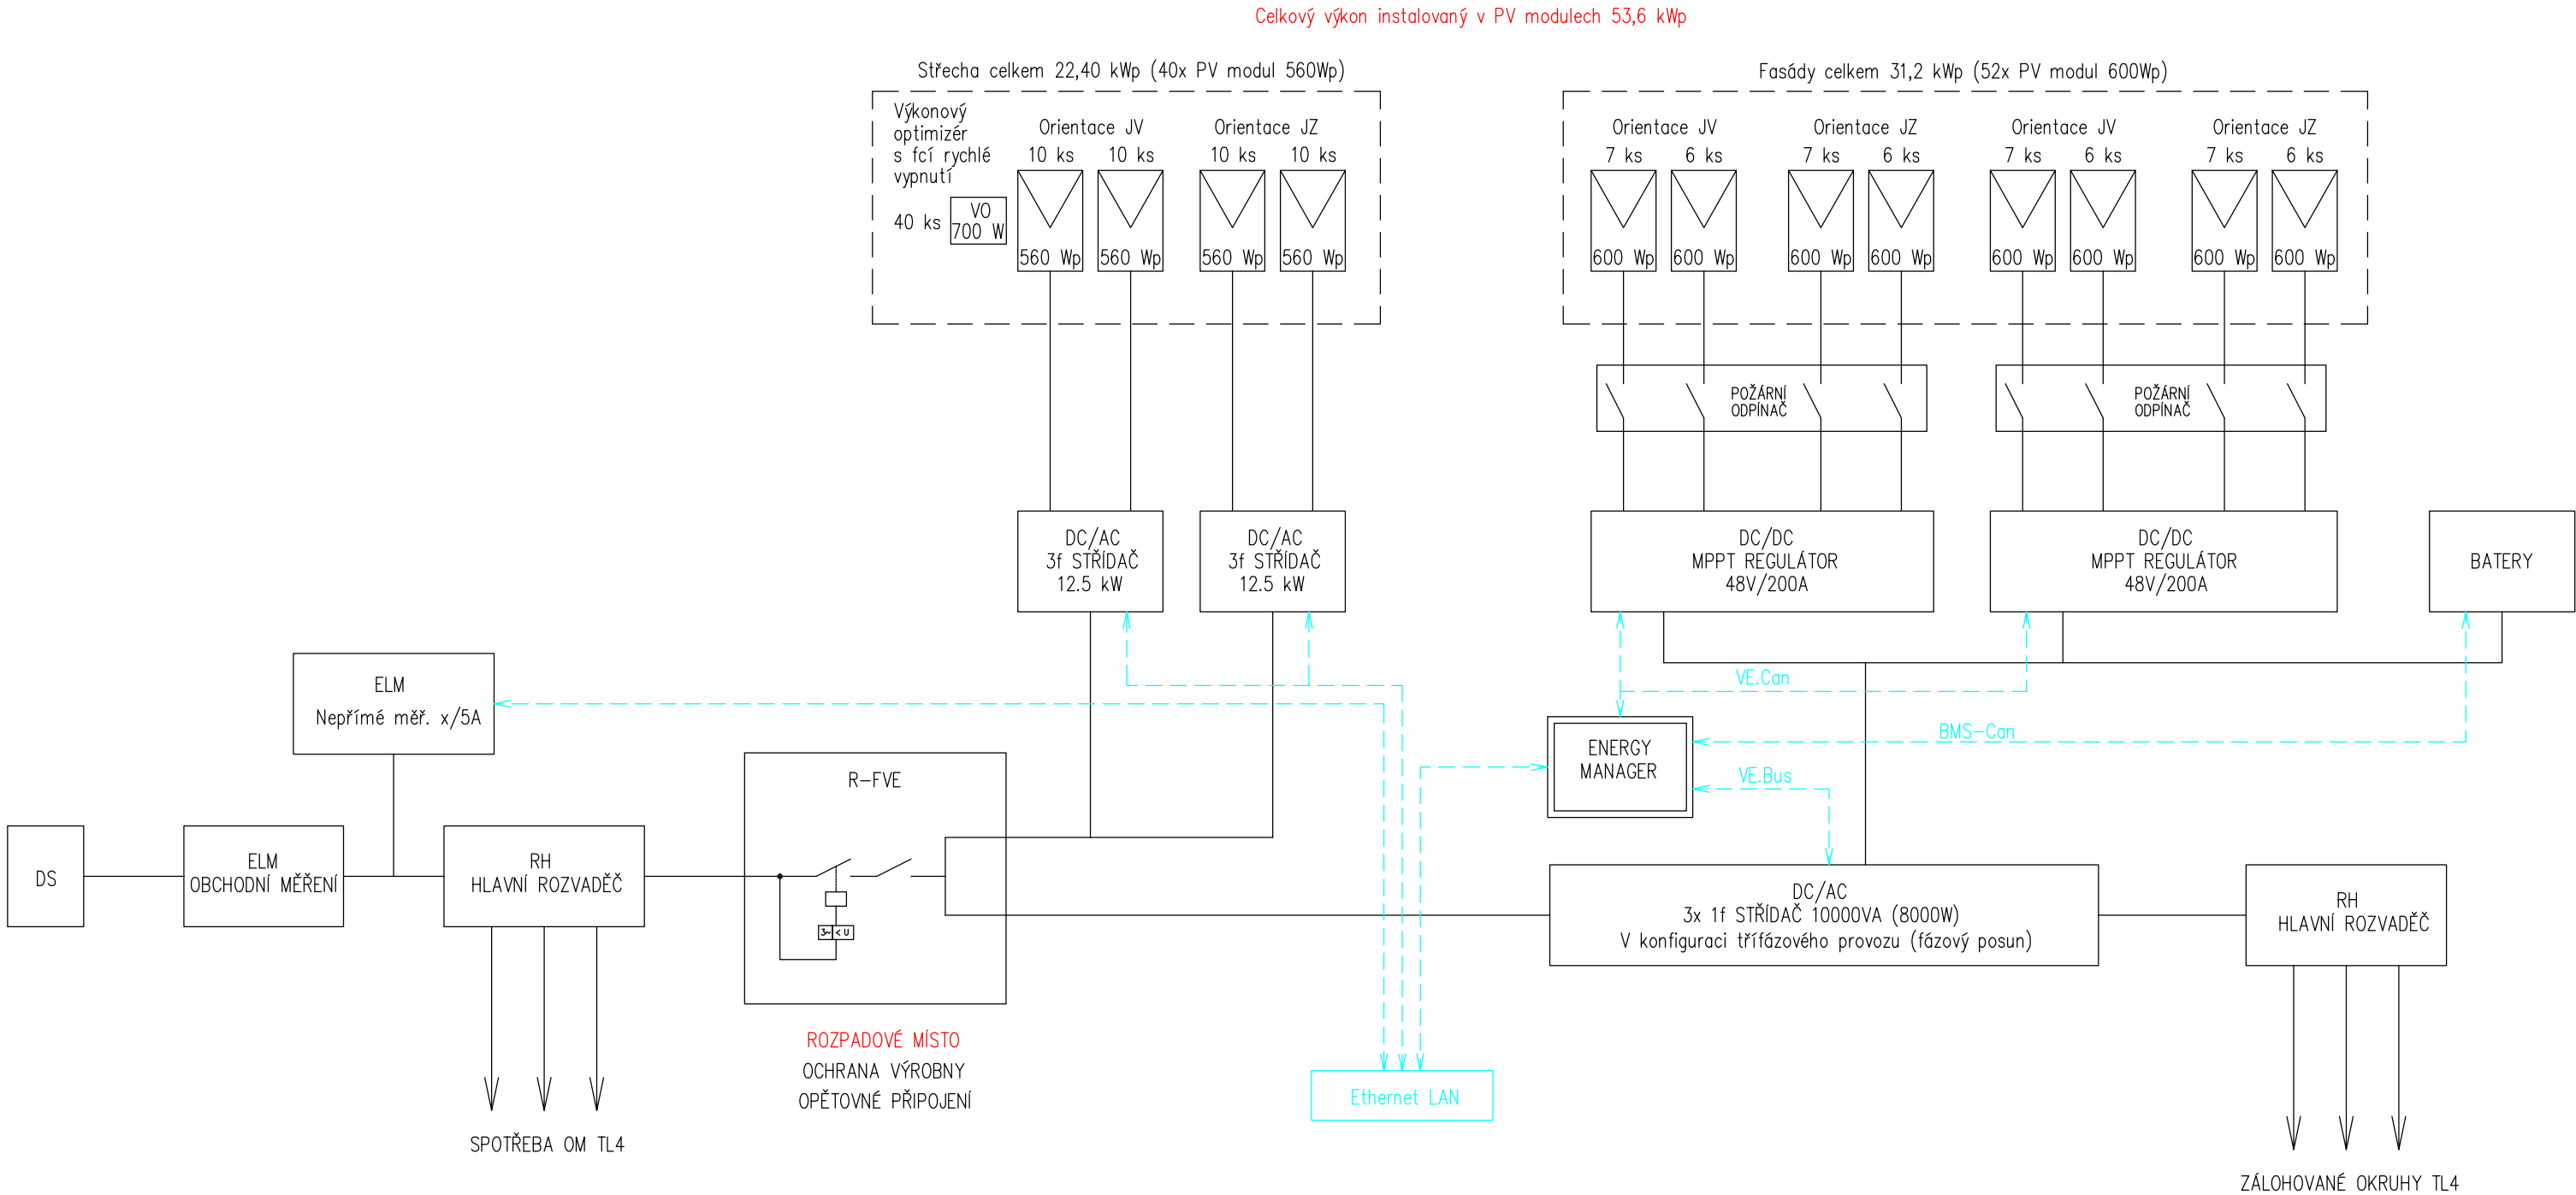 Celkový výkon instalovaný v PV modulech 53,6 kWp
Střecha celkem 22,40 kWp (40x PV modul 560Wp)
Fasády celkem 31,2 kWp (52x PV modul 600Wp)
Výkonový
optimizér
s fcí rychlé
vypnutí
40 ks
VO
700 W
Orientace JV
Orientace JZ
10 ks
10 ks
10 ks
10 ks
560 Wp
560 Wp
560 Wp
560 Wp
Orientace JV
Orientace JZ
Orientace JV
Orientace JZ
7 ks
6 ks
7 ks
6 ks
7 ks
6 ks
7 ks
6 ks
600 Wp
600 Wp
600 Wp
600 Wp
600 Wp
600 Wp
600 Wp
600 Wp
POŽÁRNÍ
ODPÍNAČ
POŽÁRNÍ
ODPÍNAČ
DC/AC
3f STŘÍDAČ
12.5 kW
DC/AC
3f STŘÍDAČ
12.5 kW
DC/DC
MPPT REGULÁTOR
48V/200A
DC/DC
MPPT REGULÁTOR
48V/200A
BATERY
ELM
Nepřímé měř. x/5A
VE.Can
BMS-Can
VE.Bus
ENERGY
MANAGER
R-FVE
3~
< U
DS
ELM
OBCHODNÍ MĚŘENÍ
RH
HLAVNÍ ROZVADĚČ
DC/AC
3x 1f STŘÍDAČ 10000VA (8000W)
V konfiguraci třífázového provozu (fázový posun)
RH
HLAVNÍ ROZVADĚČ
ROZPADOVÉ MÍSTO
OCHRANA VÝROBNY
OPĚTOVNÉ PŘIPOJENÍ
Ethernet LAN
SPOTŘEBA OM TL4
ZÁLOHOVANÉ OKRUHY TL4